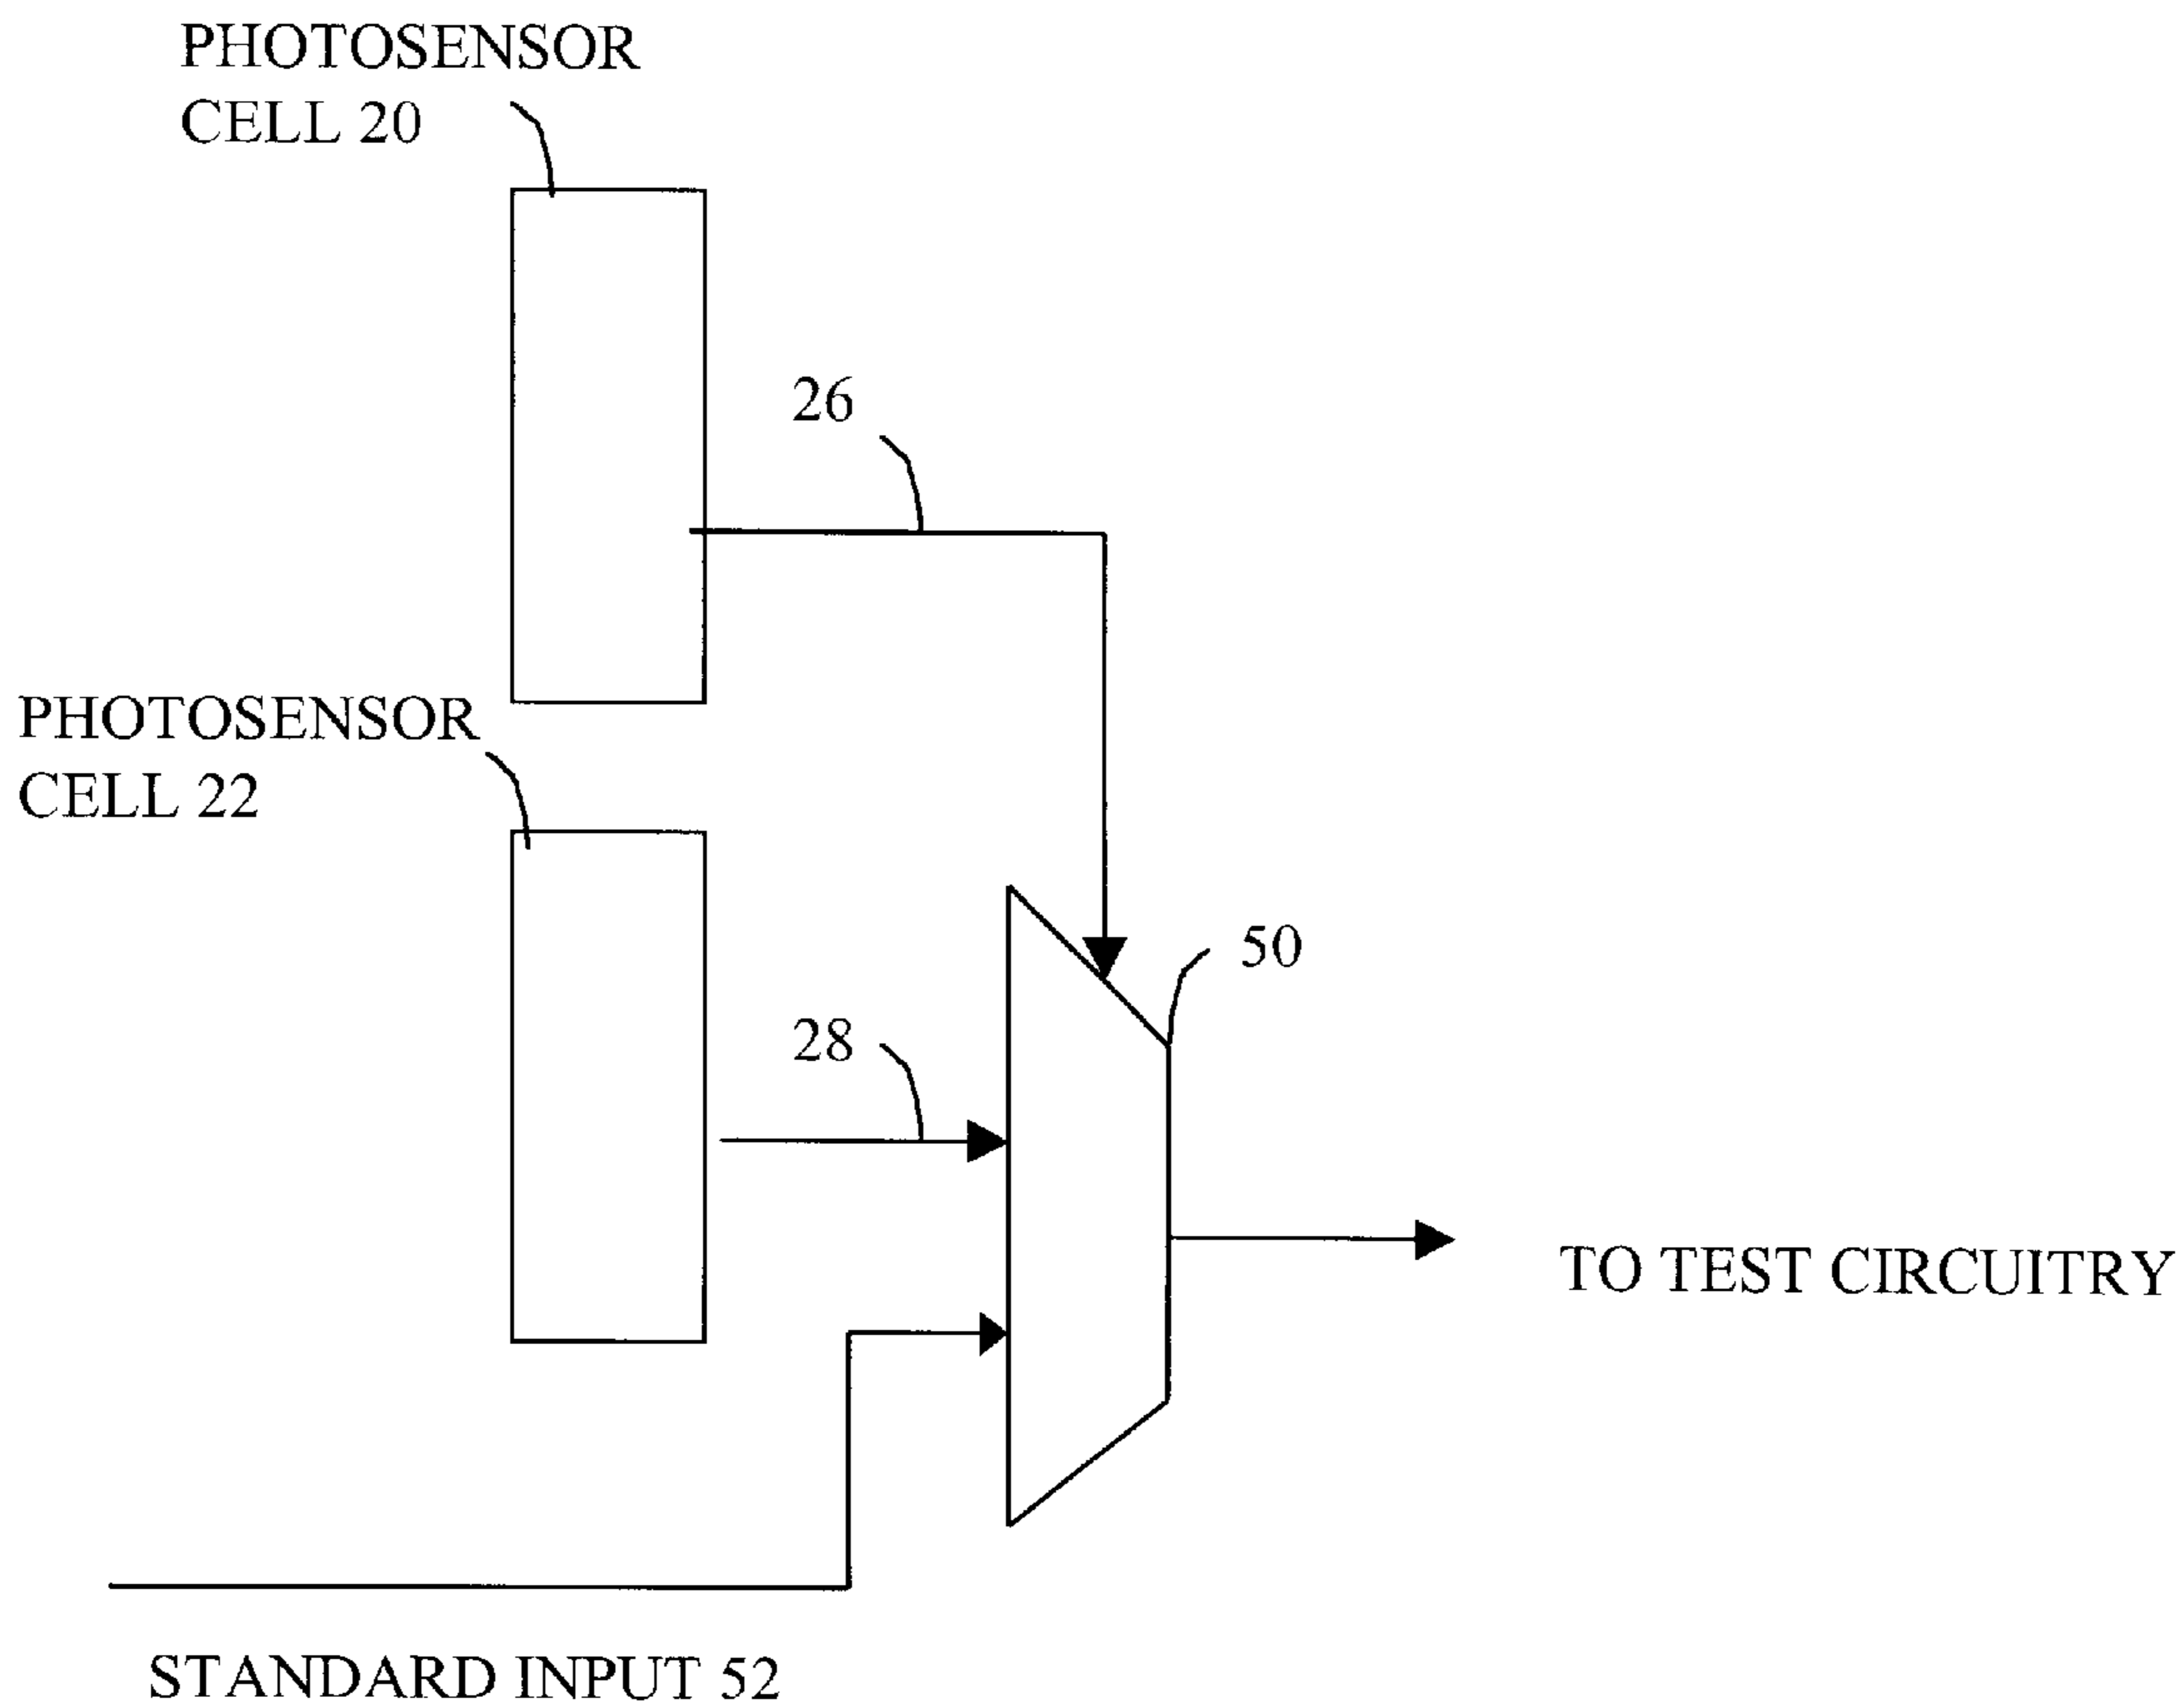 PHOTOSENSOR
CELL 20
26
PHOTOSENSOR
CELL 22
50
28
TO TEST CIRCUITRY
STANDARD INPUT 52